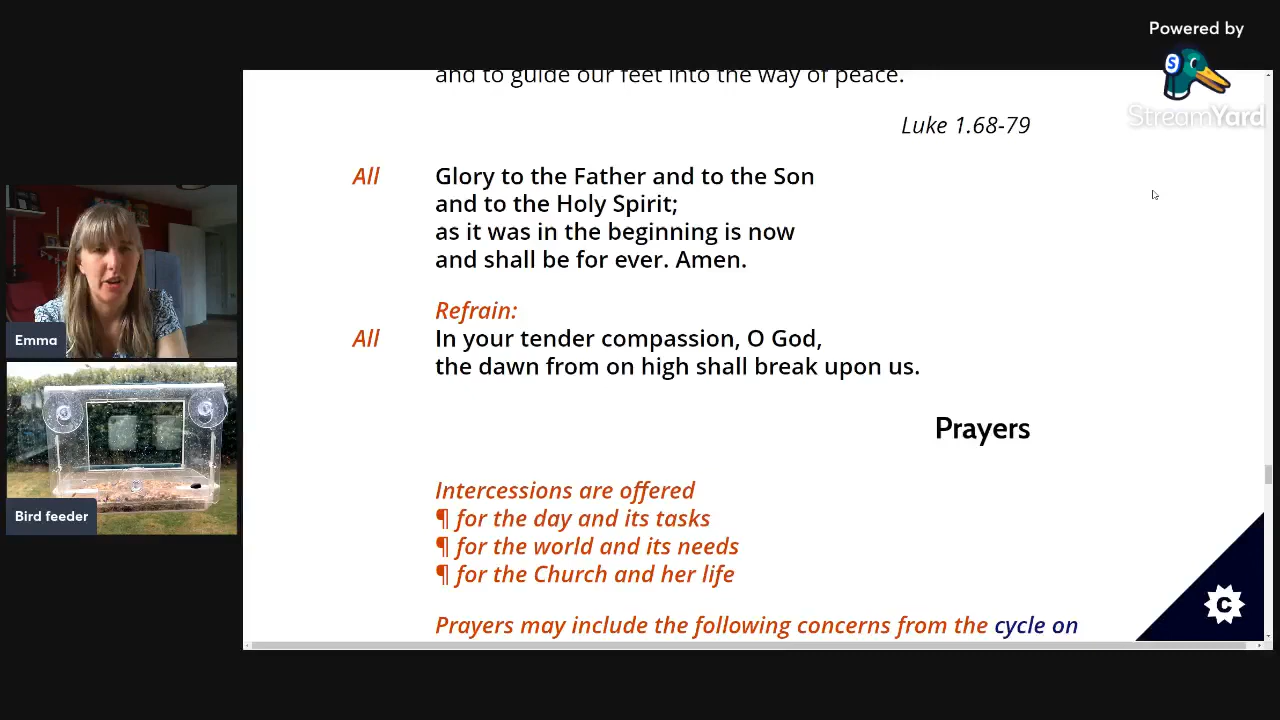 Powered by
S
StreamYard
and to guide our feet into the way of peace.
Luke 1.68-79
All Glory to the Father and to the Son
and to the Holy Spirit;
as it was in the beginning is now
and shall be for ever. Amen.
Refrain:
All In your tender compassion, O God,
the dawn from on high shall break upon us.
Prayers
Intercessions are offered
¶ for the day and its tasks
¶ for the world and its needs
¶ for the Church and her life
Prayers may include the following concerns from the cycle on
C
Emma
Bird feeder